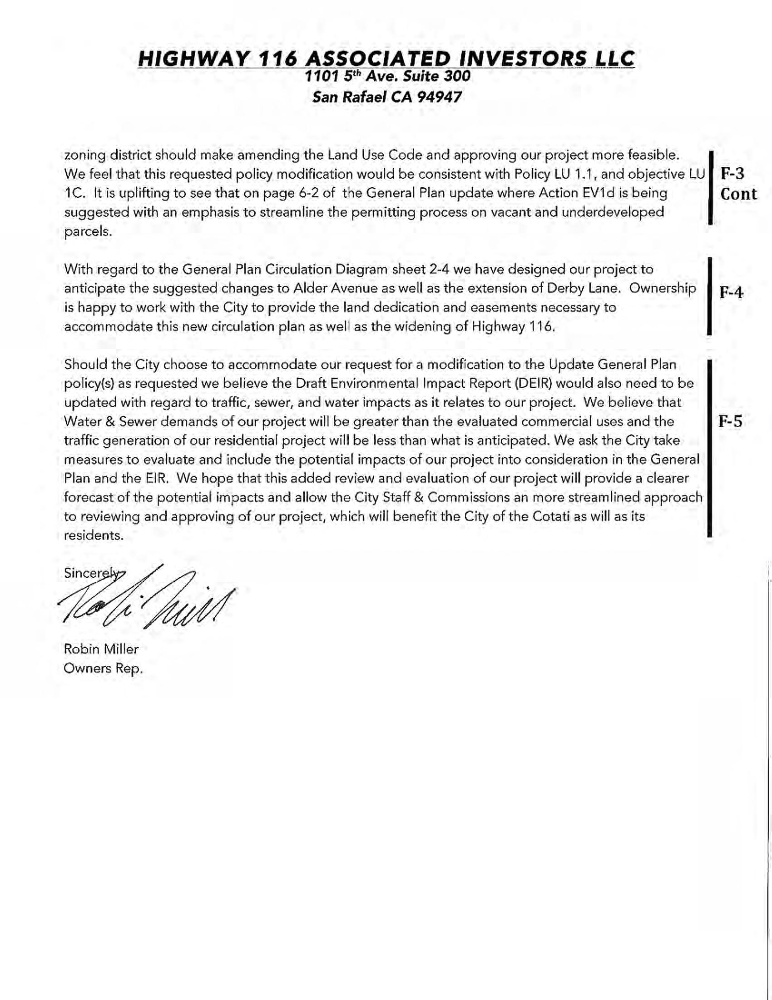 HIGHWAY 116 ASSOCIATED INVESTORS LLC
1101 5th Ave. Suite 300
San Rafael CA 94947
zoning district should make amending the Land Use Code and approving our project more feasible.
We feel that this requested policy modification would be consistent with Policy LU 1.1, and objective LU
1C.  It is uplifting to see that on page 6-2 of  the General Plan update where Action EV1d is being
suggested with an emphasis to streamline the permitting process on vacant and underdeveloped
parcels.
F-3
Cont
With regard to the General Plan Circulation Diagram sheet 2-4 we have designed our project to
anticipate the suggested changes to Alder Avenue as well as the extension of Derby Lane.  Ownership
is happy to work with the City to provide the land dedication and easements necessary to
accommodate this new circulation plan as well as the widening of Highway 116.
F-4
Should the City choose to accommodate our request for a modification to the Update General Plan
policy(s) as requested we believe the Draft Environmental Impact Report (DEIR) would also need to be
updated with regard to traffic, sewer, and water impacts as it relates to our project.  We believe that
Water & Sewer demands of our project will be greater than the evaluated commercial uses and the
traffic generation of our residential project will be less than what is anticipated. We ask the City take
measures to evaluate and include the potential impacts of our project into consideration in the General
Plan and the EIR.  We hope that this added review and evaluation of our project will provide a clearer
forecast of the potential impacts and allow the City Staff & Commissions an more streamlined approach
to reviewing and approving of our project, which will benefit the City of the Cotati as will as its
residents.
F-5
Sincerely,
Robin Miller
Robin Miller
Owners Rep.